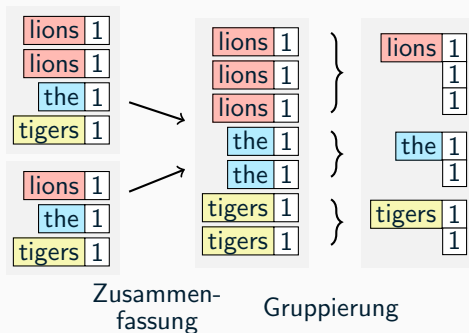 lions 1
lions 1
the 1
tigers 1
lions 1
the 1
tigers 1
lions 1
lions 1
lions 1
the 1
the 1
tigers 1
tigers 1
lions 1
1
1
the 1
1
tigers 1
1
Zusammen-
fassung
Gruppierung